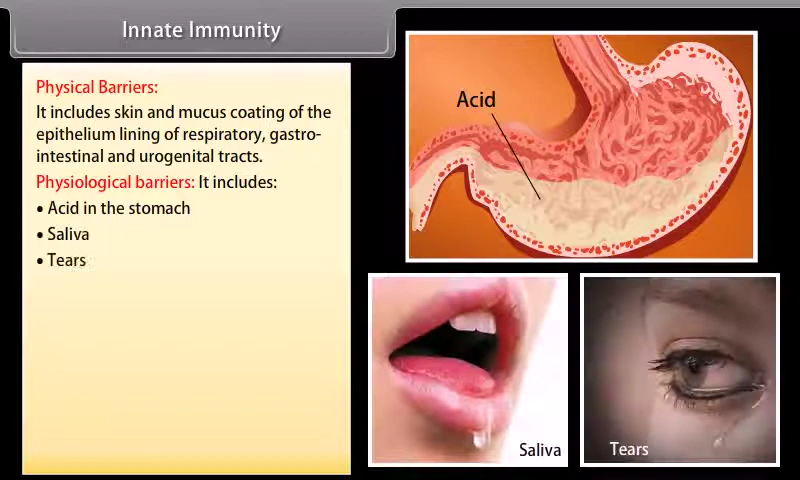 Innate Immunity
Physical Barriers:
It includes skin and mucus coating of the
epithelium lining of respiratory, gastro-
intestinal and urogenital tracts.
Physiological barriers: It includes:
• Acid in the stomach
• Saliva
• Tears
Acid
Saliva
Tears